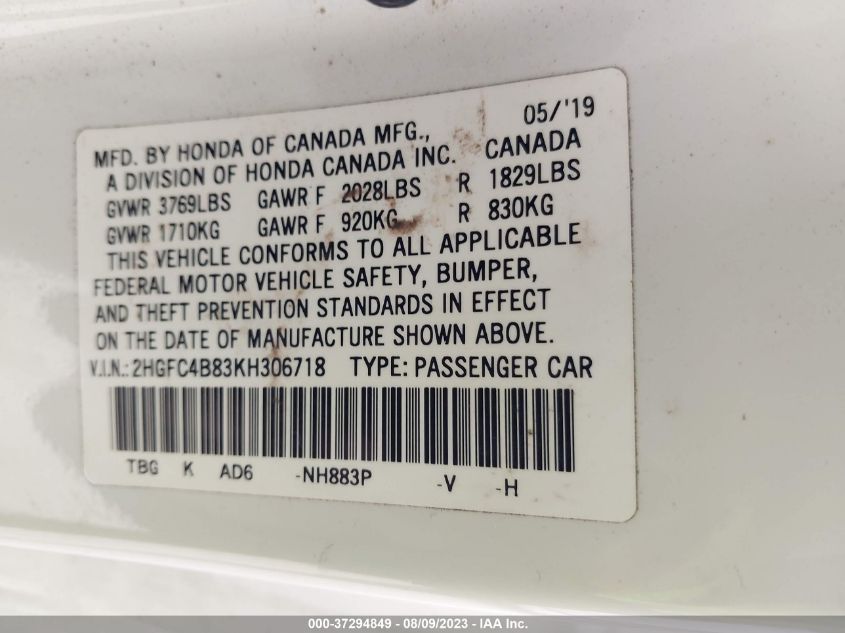 05/'19
MFD. BY HONDA OF CANADA MFG.,
A DIVISION OF HONDA CANADA INC. CANADA
GVWR 3769LBS GAWR F 2028LBS R 1829LBS
GVWR 1710KG GAWR F 920KG R 830KG
THIS VEHICLE CONFORMS TO ALL APPLICABLE
FEDERAL MOTOR VEHICLE SAFETY, BUMPER,
AND THEFT PREVENTION STANDARDS IN EFFECT
ON THE DATE OF MANUFACTURE SHOWN ABOVE.
V.I.N.: 2HGFC4B83KH306718 TYPE: PASSENGER CAR
TBG K AD6 -NH883P -V -H
000-37294849 - 08/09/2023 - IAA Inc.